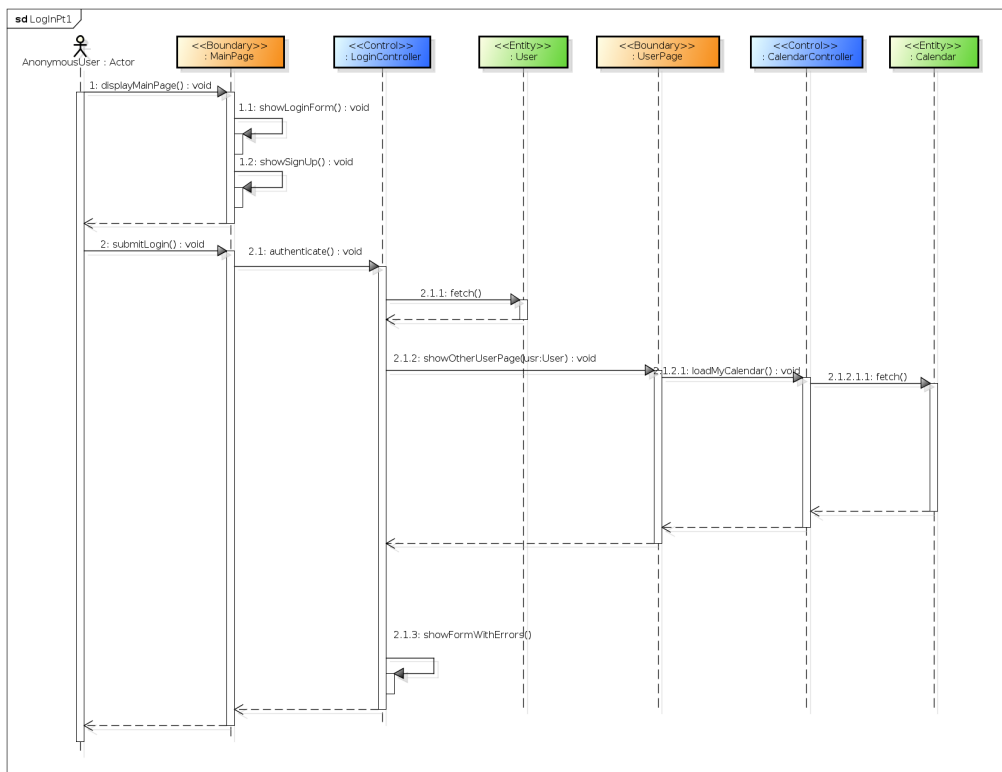 sd LogInPt1
AnonymousUser : Actor
<<Boundary>>
: MainPage
<<Control>>
: LoginController
<<Entity>>
: User
<<Boundary>>
: UserPage
<<Control>>
: CalendarController
<<Entity>>
: Calendar
1: displayMainPage() : void
1.1: showLoginForm() : void
1.2: showSignUp() : void
2: submitLogin() : void
2.1: authenticate() : void
2.1.1: fetch()
2.1.2: showOtherUserPage(usr:User) : void
2.1.2.1: loadMyCalendar() : void
2.1.2.1.1: fetch()
2.1.3: showFormWithErrors()